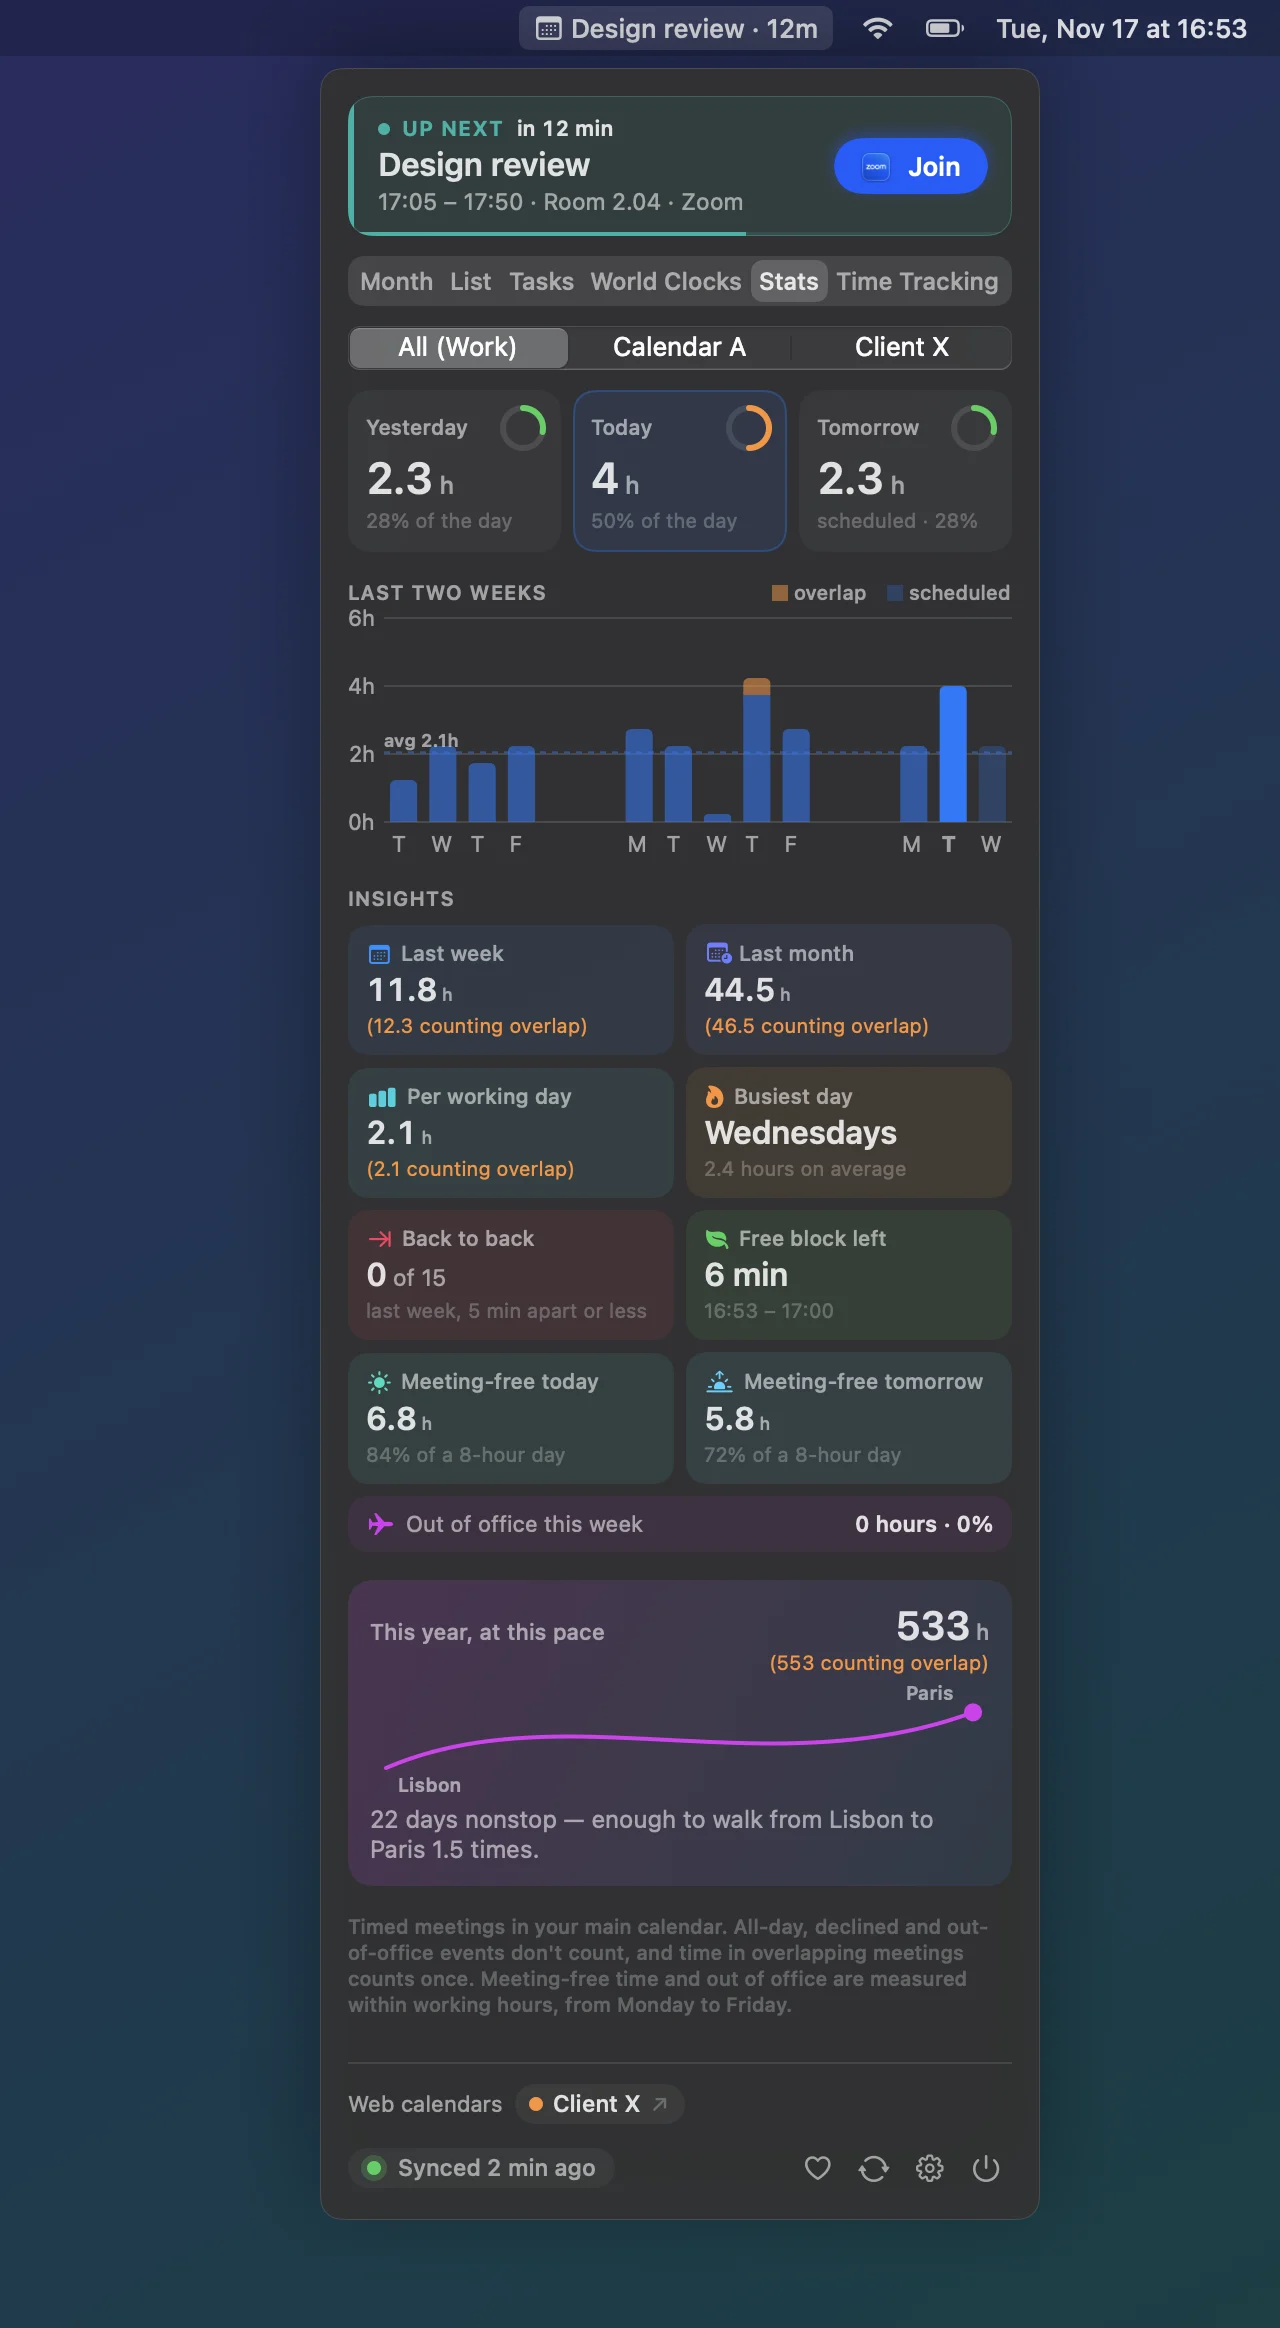 Design review · 12m
Tue, Nov 17 at 16:53
UP NEXT in 12 min
Design review
17:05 – 17:50 · Room 2.04 · Zoom
zoom
Join
Month List Tasks World Clocks Stats Time Tracking
All (Work) Calendar A Client X
Yesterday
2.3 h
28% of the day
Today
4 h
50% of the day
Tomorrow
2.3 h
scheduled · 28%
LAST TWO WEEKS
overlap scheduled
6h
4h
avg 2.1h
2h
0h
T W T F M T W T F M T W
INSIGHTS
Last week
11.8 h
(12.3 counting overlap)
Last month
44.5 h
(46.5 counting overlap)
Per working day
2.1 h
(2.1 counting overlap)
Busiest day
Wednesdays
2.4 hours on average
Back to back
0 of 15
last week, 5 min apart or less
Free block left
6 min
16:53 – 17:00
Meeting-free today
6.8 h
84% of a 8-hour day
Meeting-free tomorrow
5.8 h
72% of a 8-hour day
Out of office this week 0 hours · 0%
This year, at this pace
533 h
(553 counting overlap)
Paris
Lisbon
22 days nonstop — enough to walk from Lisbon to
Paris 1.5 times.
Timed meetings in your main calendar. All-day, declined and out-
of-office events don't count, and time in overlapping meetings
counts once. Meeting-free time and out of office are measured
within working hours, from Monday to Friday.
Web calendars Client X
Synced 2 min ago